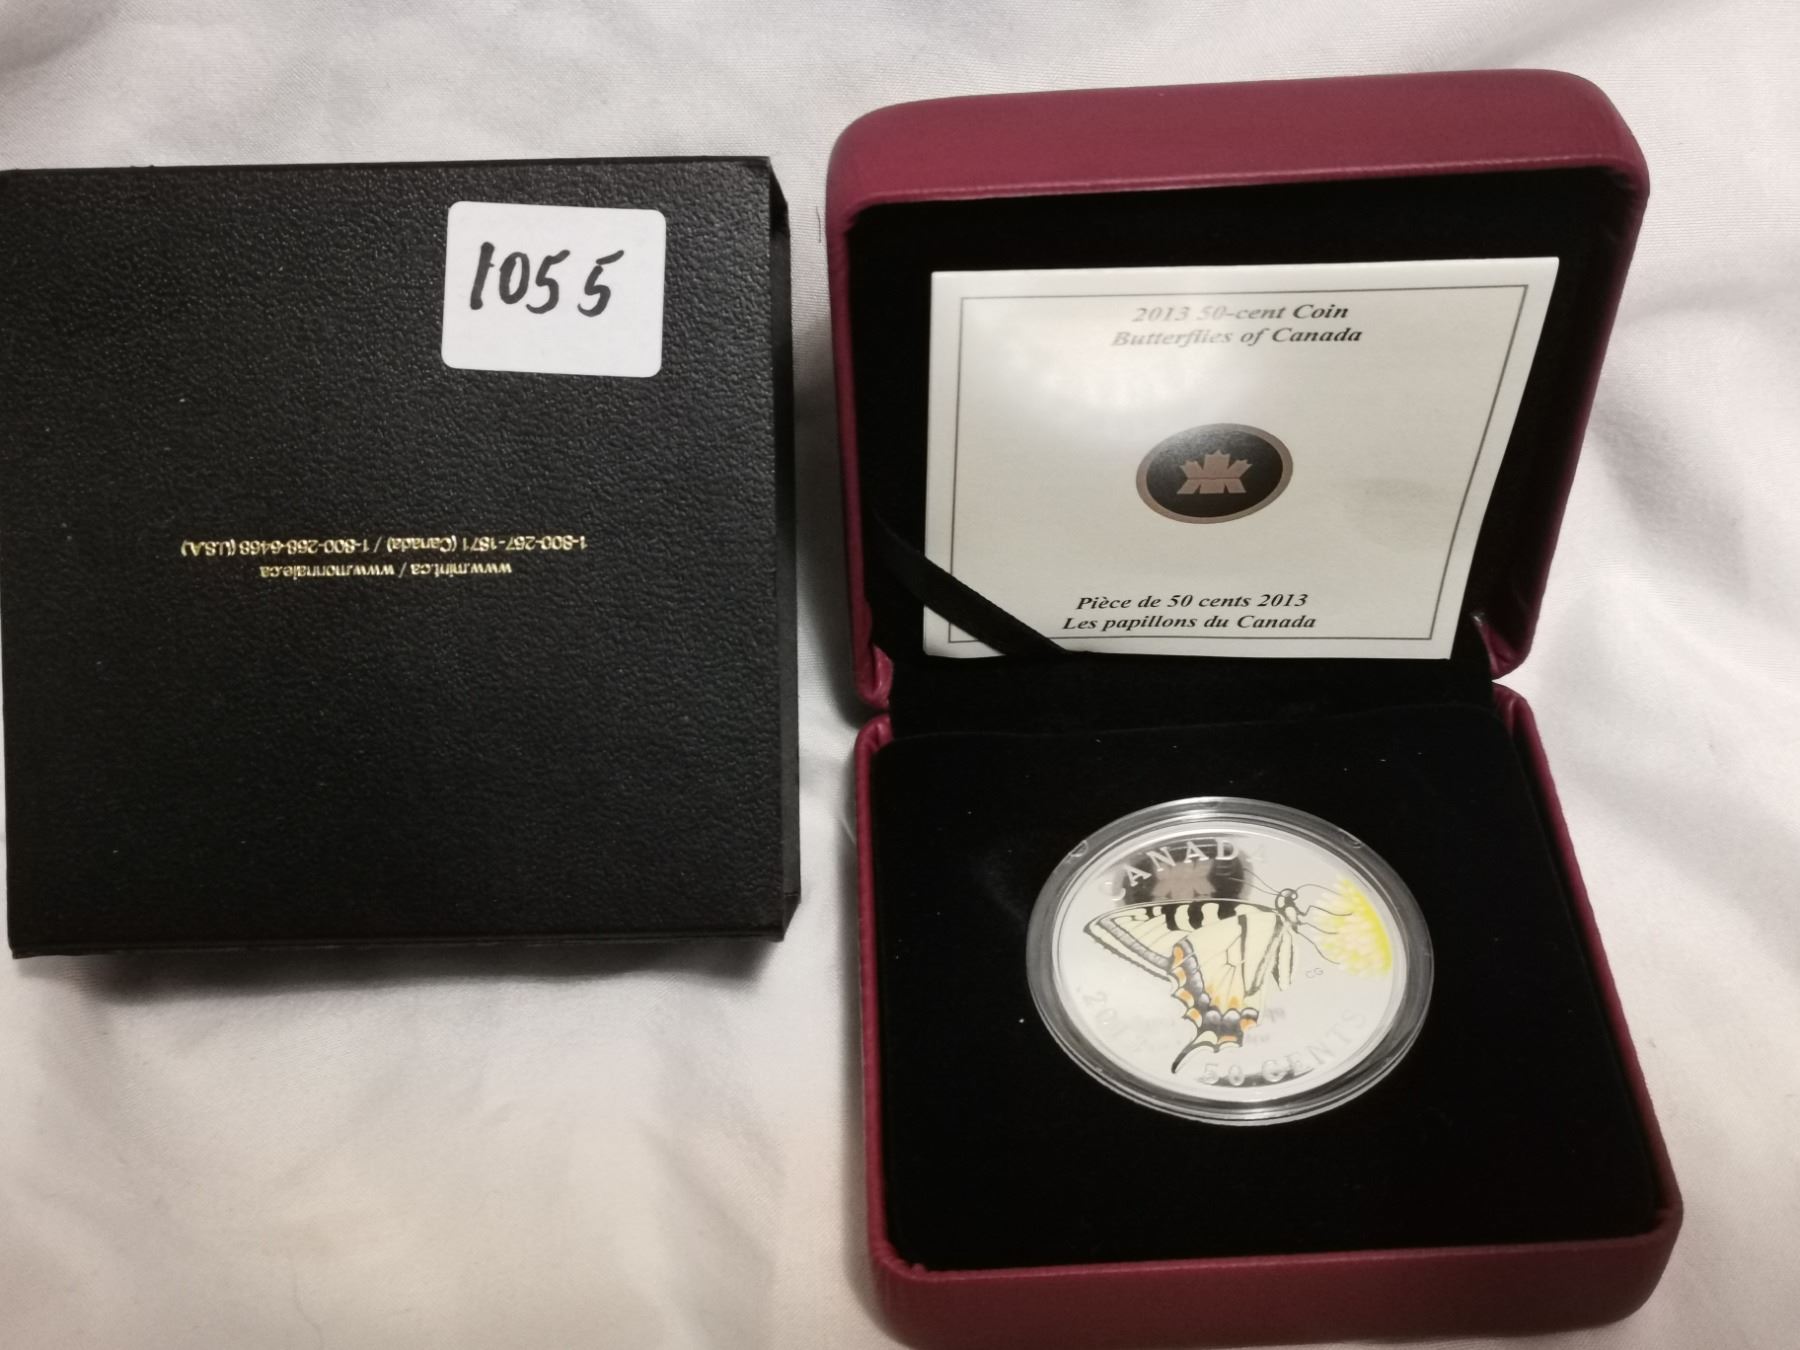 1055
www.mint.ca / www.monnaie.ca
1-800-267-1871 (Canada) / 1-800-268-6468 (U.S.A.)
2013 50-cent Coin
Butterflies of Canada
Pièce de 50 cents 2013
Les papillons du Canada
CANADA
CG
50 CENTS